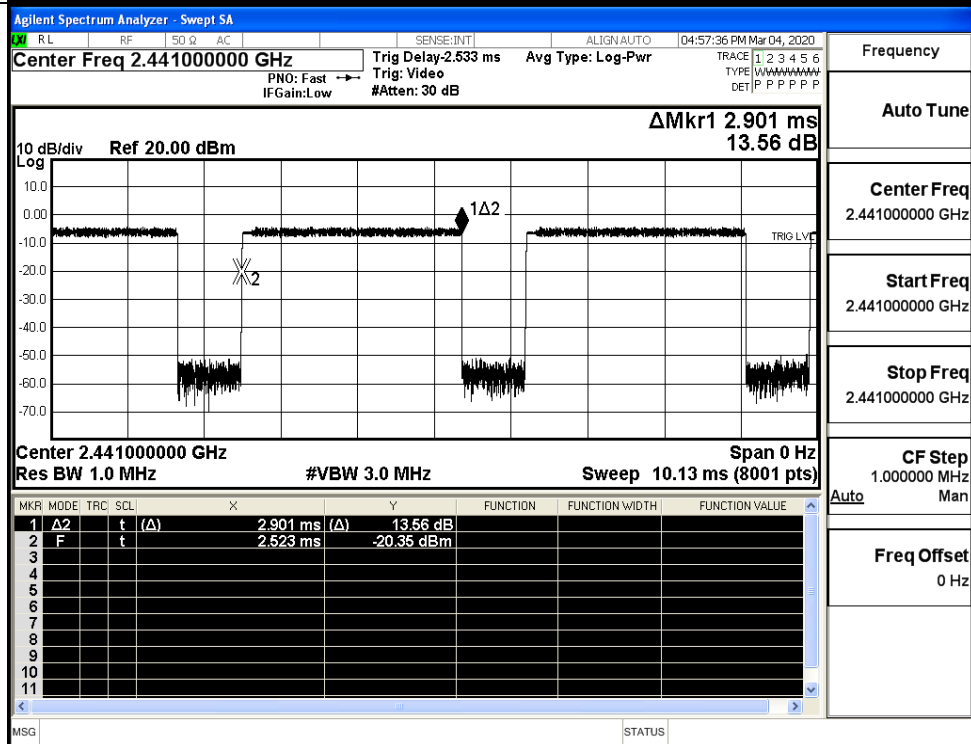 Agilent Spectrum Analyzer - Swept SA
LXI RL RF 50 Ω AC SENSE:INT ALIGNAUTO 04:57:36 PM Mar 04, 2020
Center Freq 2.441000000 GHz
PNO: Fast
IFGain:Low
Trig Delay-2.533 ms
Trig: Video
#Atten: 30 dB
Avg Type: Log-Pwr
TRACE 1 2 3 4 5 6
TYPE WWWWWW
DET P P P P P P
ΔMkr1 2.901 ms
13.56 dB
10 dB/div Ref 20.00 dBm
Log
10.0
0.00
-10.0
-20.0
-30.0
-40.0
-50.0
-60.0
-70.0
1Δ2
2
TRIG LVL
Center 2.441000000 GHz Span 0 Hz
Res BW 1.0 MHz #VBW 3.0 MHz Sweep 10.13 ms (8001 pts)
MKR MODE TRC SCL X Y FUNCTION FUNCTION WIDTH FUNCTION VALUE
1 Δ2 t (Δ) 2.901 ms (Δ) 13.56 dB
2 F t 2.523 ms -20.35 dBm
3
4
5
6
7
8
9
10
11
MSG STATUS
Frequency
Auto Tune
Center Freq
2.441000000 GHz
Start Freq
2.441000000 GHz
Stop Freq
2.441000000 GHz
CF Step
1.000000 MHz
Auto Man
Freq Offset
0 Hz